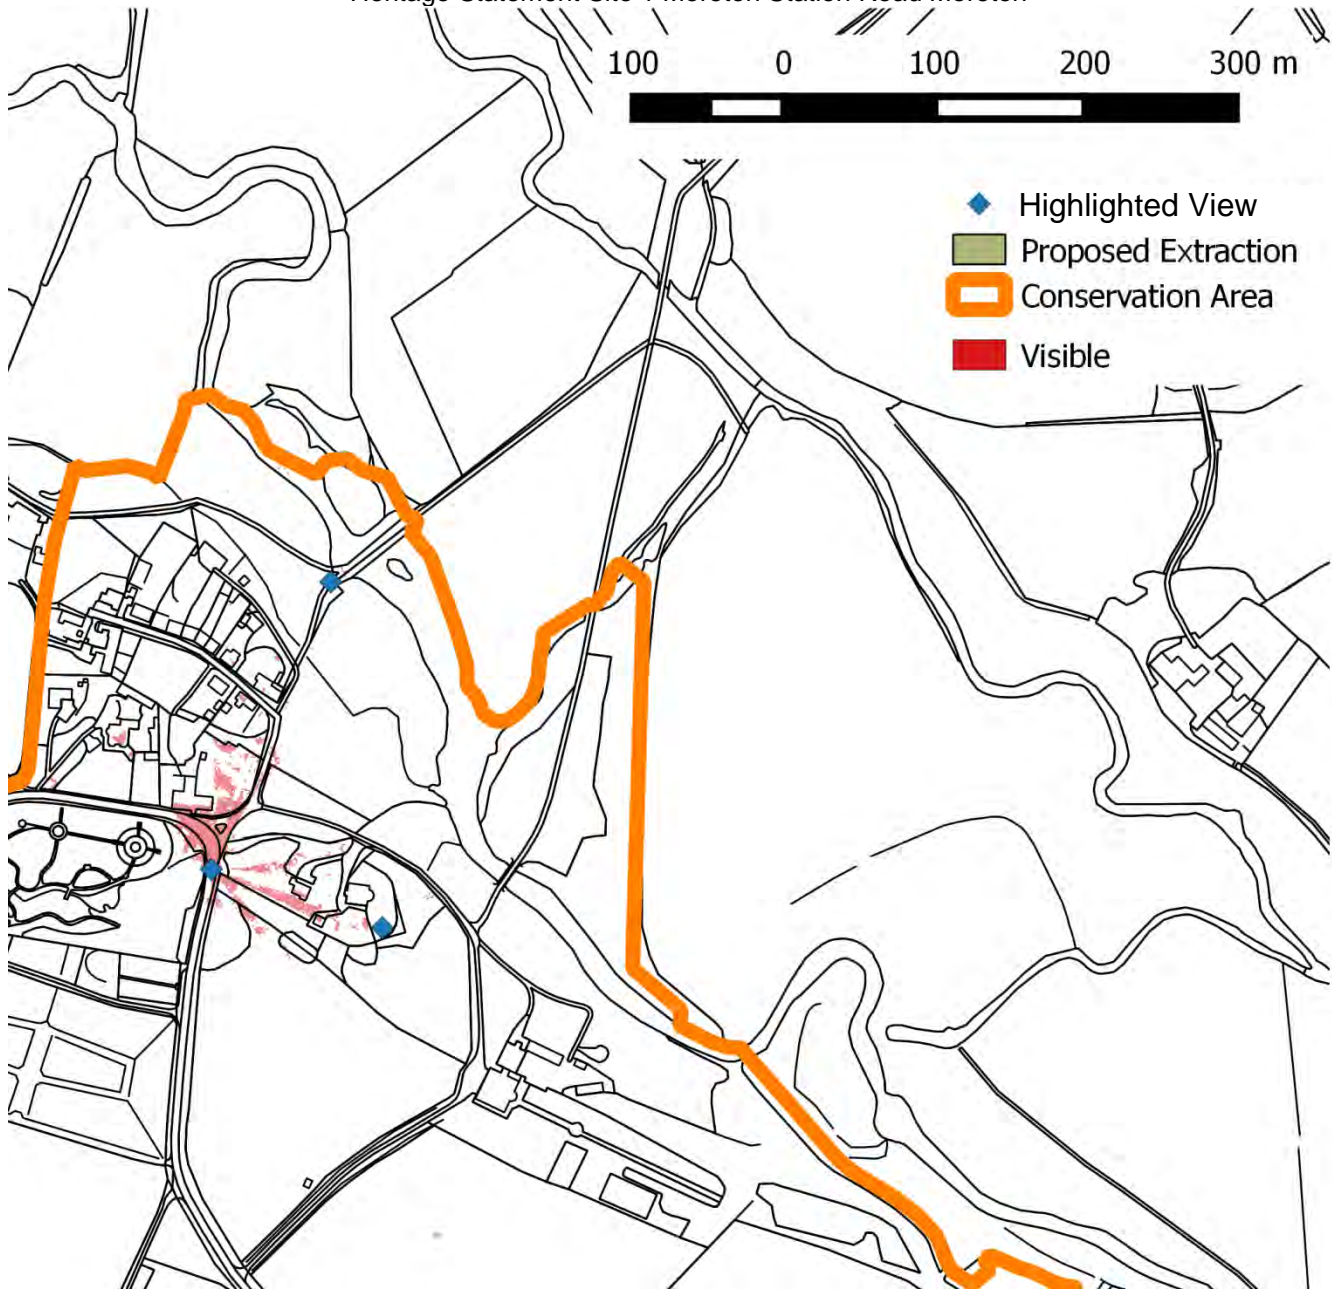 100 0 100 200 300 m
Highlighted View
Proposed Extraction
Conservation Area
Visible